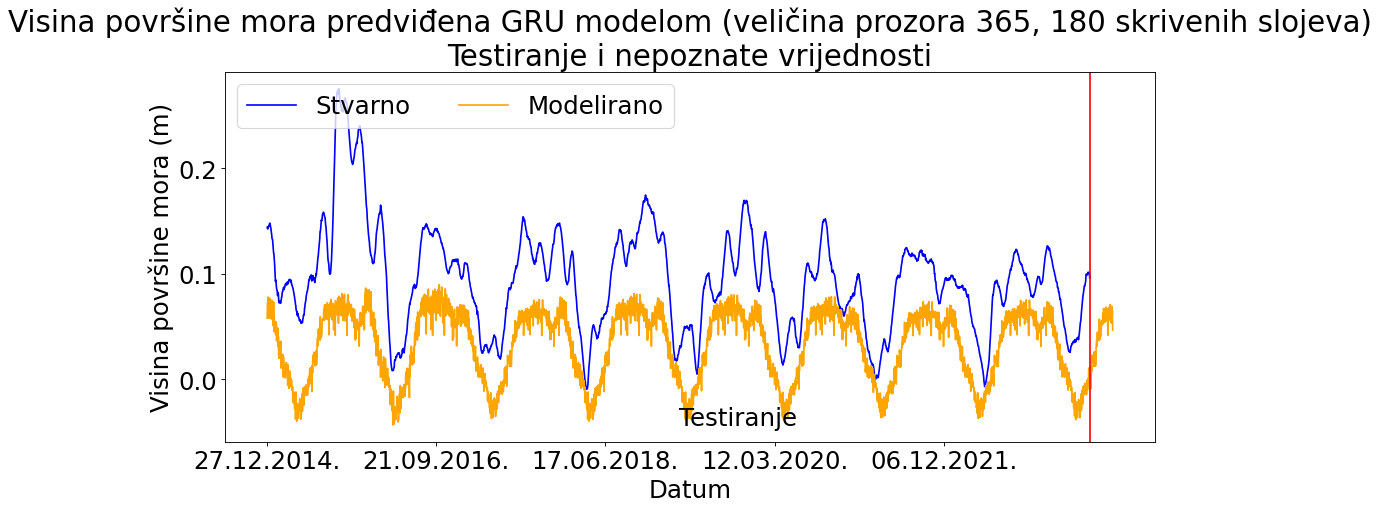 Visina površine mora predviđena GRU modelom (veličina prozora 365, 180 skrivenih slojeva)
Testiranje i nepoznate vrijednosti
Stvarno
Modelirano
Visina površine mora (m)
0.2
0.1
0.0
Testiranje
27.12.2014.
21.09.2016.
17.06.2018.
12.03.2020.
06.12.2021.
Datum